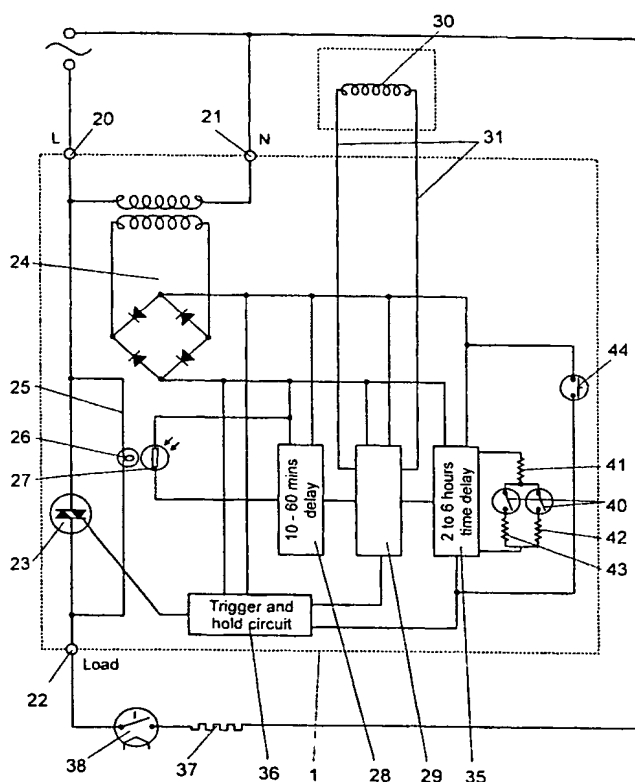 30
L
20
21
N
31
24
44
25
26
27
10 - 60 mins
delay
2 to 6 hours
time delay
41
40
42
43
23
Trigger and
hold circuit
22
Load
38
37
36
1
28
29
35